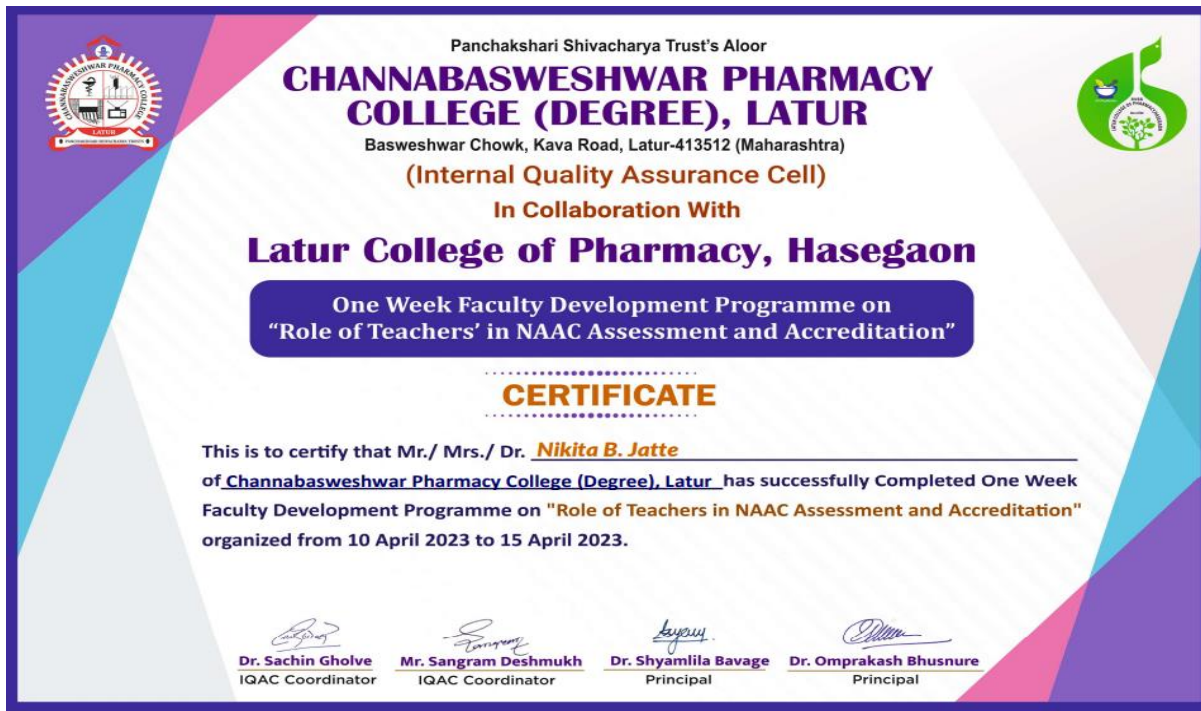 Panchakshari Shivacharya Trust's Aloor
CHANNABASWESHWAR PHARMACY
COLLEGE (DEGREE), LATUR
Basweshwar Chowk, Kava Road, Latur-413512 (Maharashtra)
(Internal Quality Assurance Cell)
In Collaboration With
Latur College of Pharmacy, Hasegaon
One Week Faculty Development Programme on
“Role of Teachers’ in NAAC Assessment and Accreditation”
CERTIFICATE
This is to certify that Mr./ Mrs./ Dr. Nikita B. Jatte
of Channabasweshwar Pharmacy College (Degree), Latur has successfully Completed One Week
Faculty Development Programme on "Role of Teachers in NAAC Assessment and Accreditation"
organized from 10 April 2023 to 15 April 2023.
Dr. Sachin Gholve Mr. Sangram Deshmukh Dr. Shyamlila Bavage Dr. Omprakash Bhusnure
IQAC Coordinator IQAC Coordinator Principal Principal
CHANNABASWESHWAR PHARMACY COLLEGE
LATUR